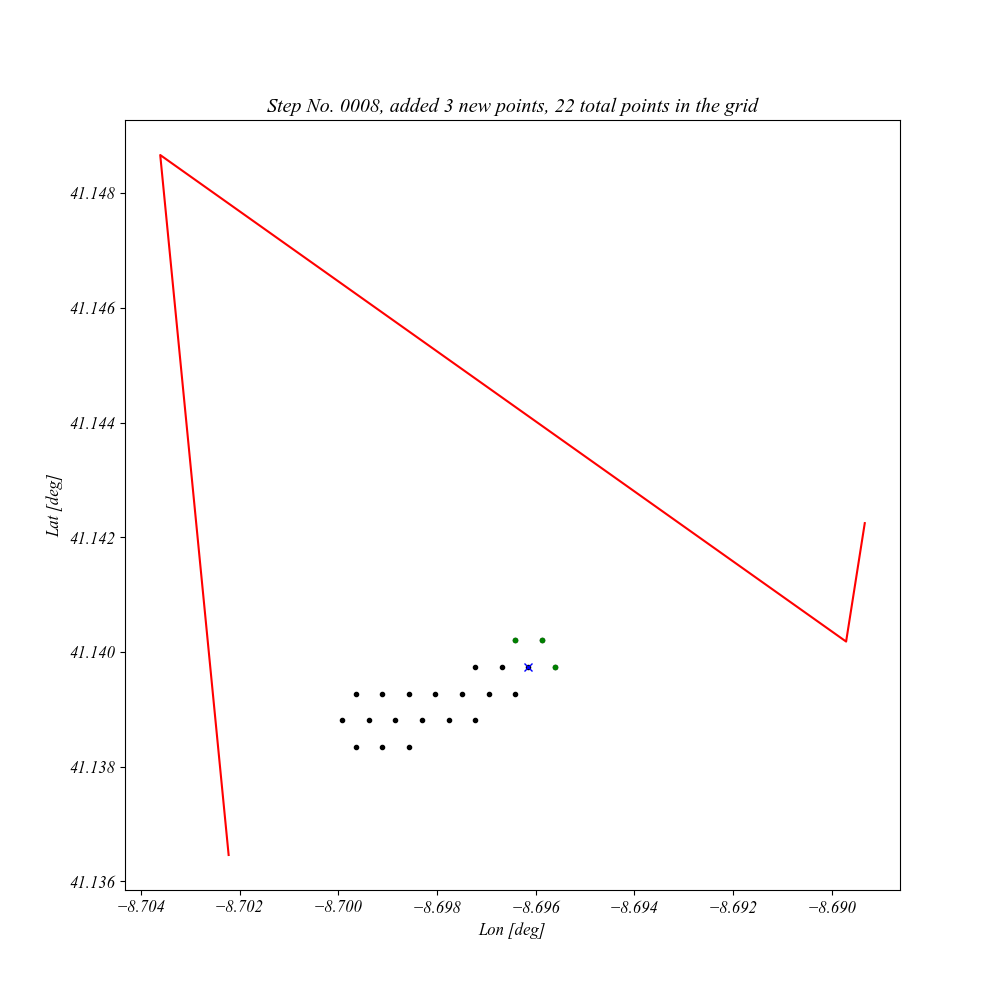 Step No. 0008, added 3 new points, 22 total points in the grid
41.148
41.146
41.144
41.142
41.140
41.138
41.136
Lat [deg]
−8.704 −8.702 −8.700 −8.698 −8.696 −8.694 −8.692 −8.690
Lon [deg]